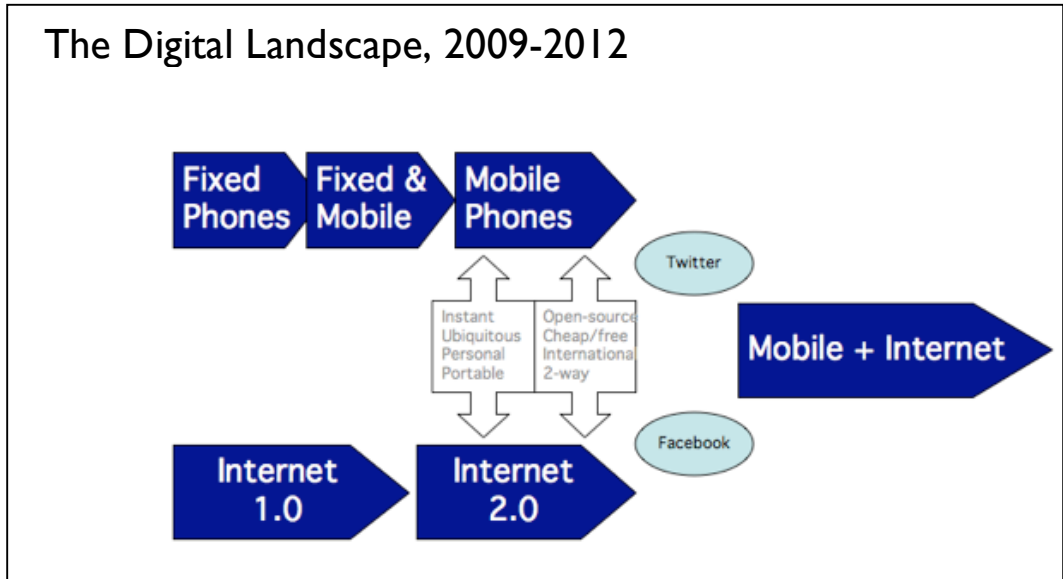 The Digital Landscape, 2009-2012
Fixed
Phones
Fixed &
Mobile
Mobile
Phones
Twitter
Instant
Ubiquitous
Personal
Portable
Open-source
Cheap/free
International
2-way
Mobile + Internet
Facebook
Internet
1.0
Internet
2.0